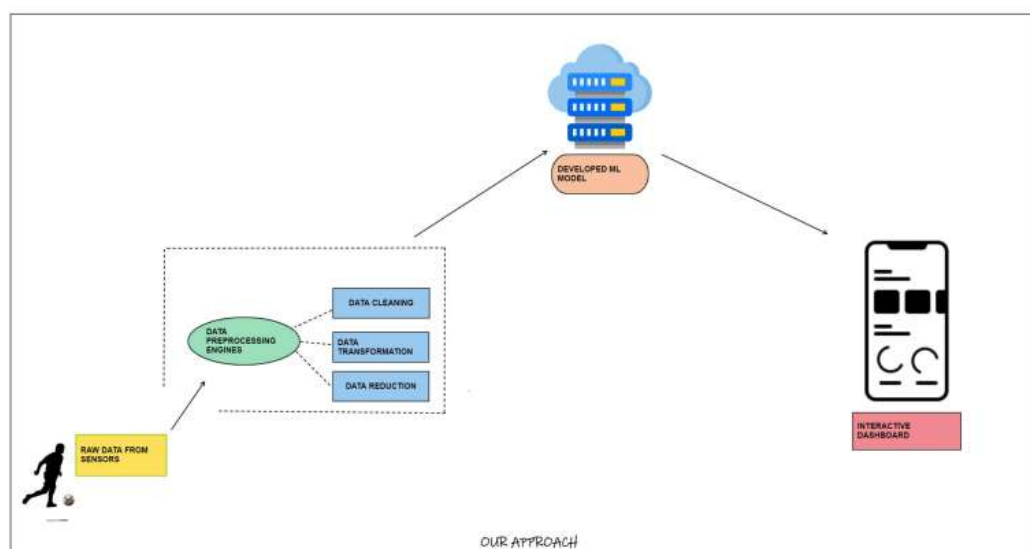 DEVELOPED ML
MODEL
DATA CLEANING
DATA
PREPROCESSING
ENGINES
DATA
TRANSFORMATION
DATA REDUCTION
RAW DATA FROM
SENSORS
INTERACTIVE
DASHBOARD
OUR APPROACH